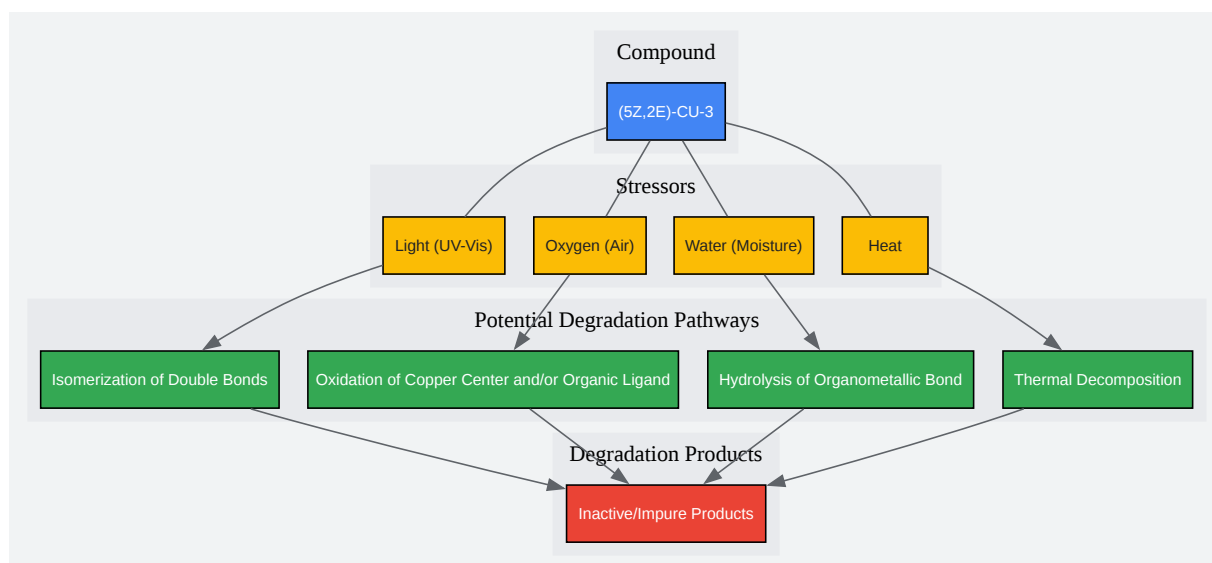 Compound
(5Z,2E)-CU-3
Stressors
Light (UV-Vis)
Oxygen (Air)
Water (Moisture)
Heat
Potential Degradation Pathways
Isomerization of Double Bonds
Oxidation of Copper Center and/or Organic Ligand
Hydrolysis of Organometallic Bond
Thermal Decomposition
Degradation Products
Inactive/Impure Products